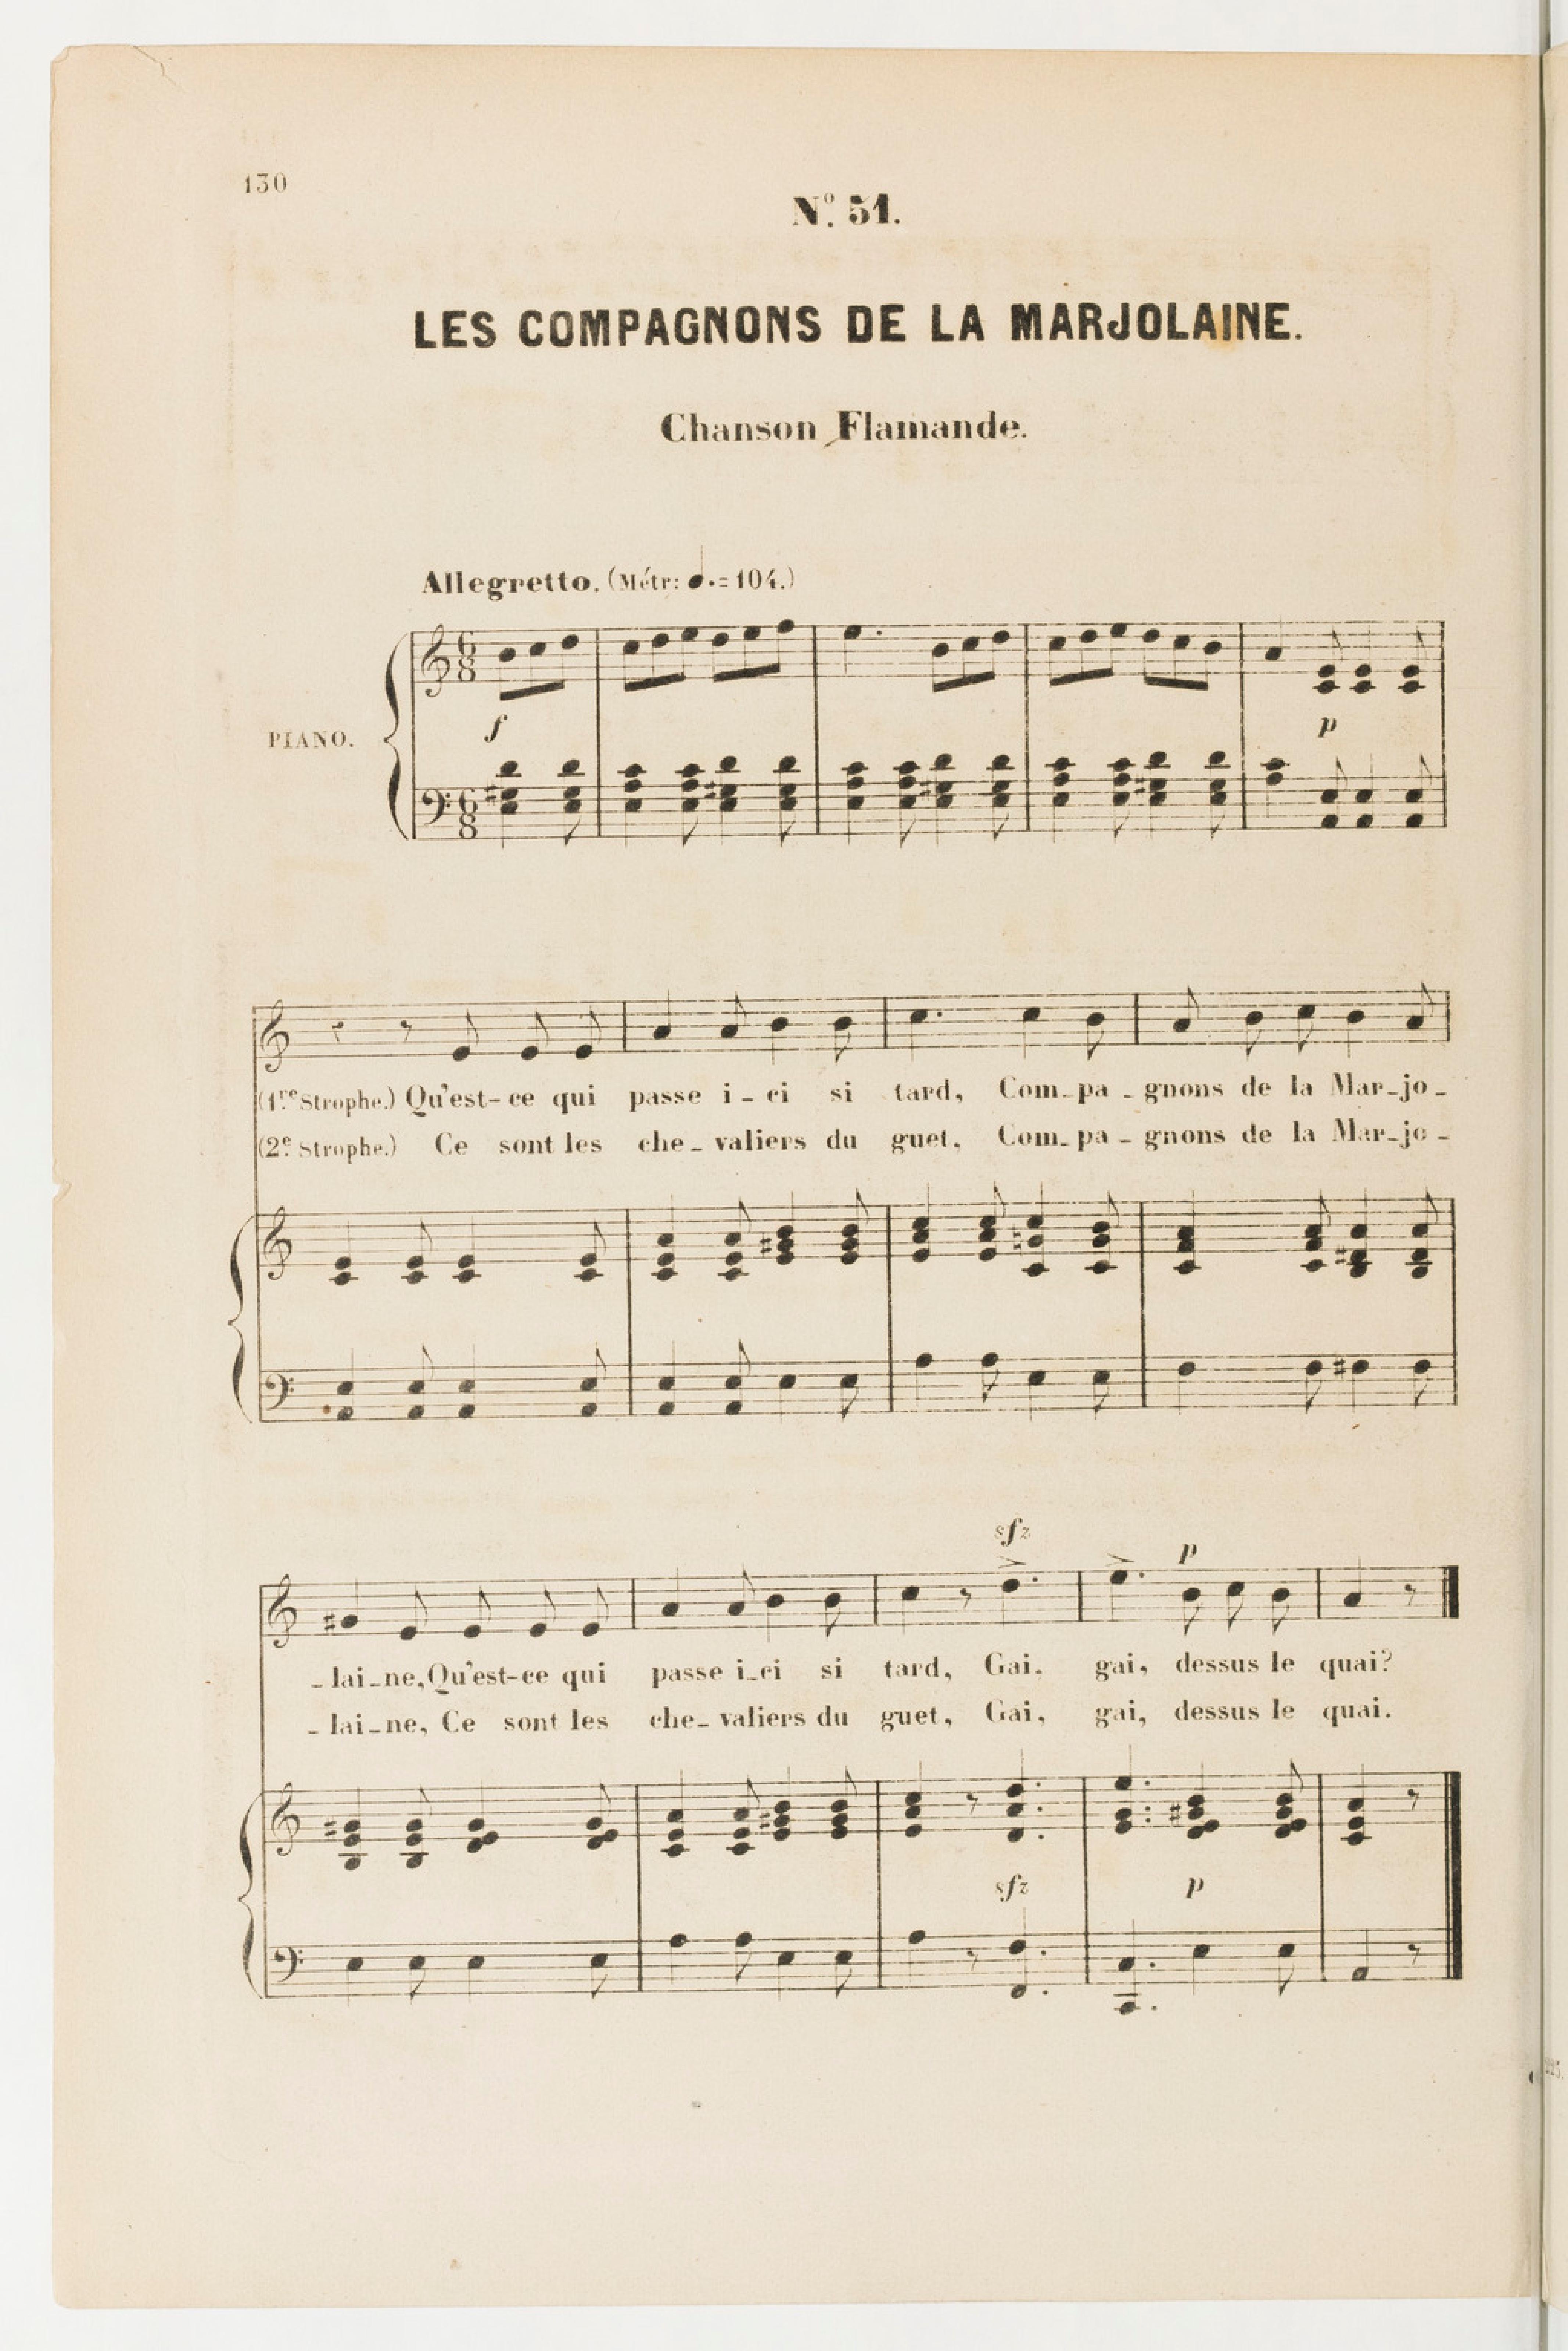 130
Nº. 51.
LES COMPAGNONS DE LA MARJOLAINE.
Chanson Flamande.
Allegretto. (Métr: ♩. = 104.)
PIANO.
f
p
(1re Strophe.) Qu'est-ce qui passe i-ci si tard, Com-pa-gnons de la Mar-jo-
(2e Strophe.) Ce sont les che-valiers du guet. Com-pa-gnons de la Mar-jo-
sfz
p
-lai-ne, Qu'est-ce qui passe i-ci si tard, Gai. gai, dessus le quai?
-lai-ne, Ce sont les che-valiers du guet, Gai, gai, dessus le quai.
sfz p